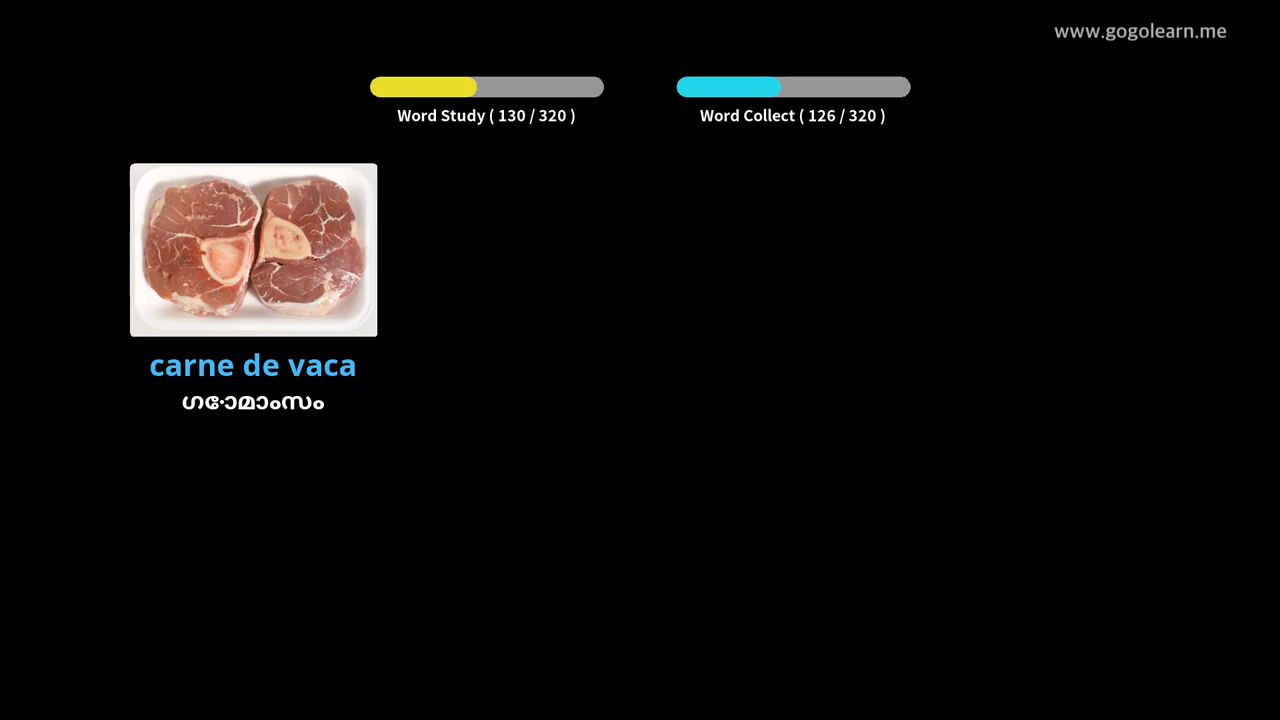 www.gogolearn.me
Word Study ( 130 / 320 )
Word Collect ( 126 / 320 )
carne de vaca
ഗോമാംസം